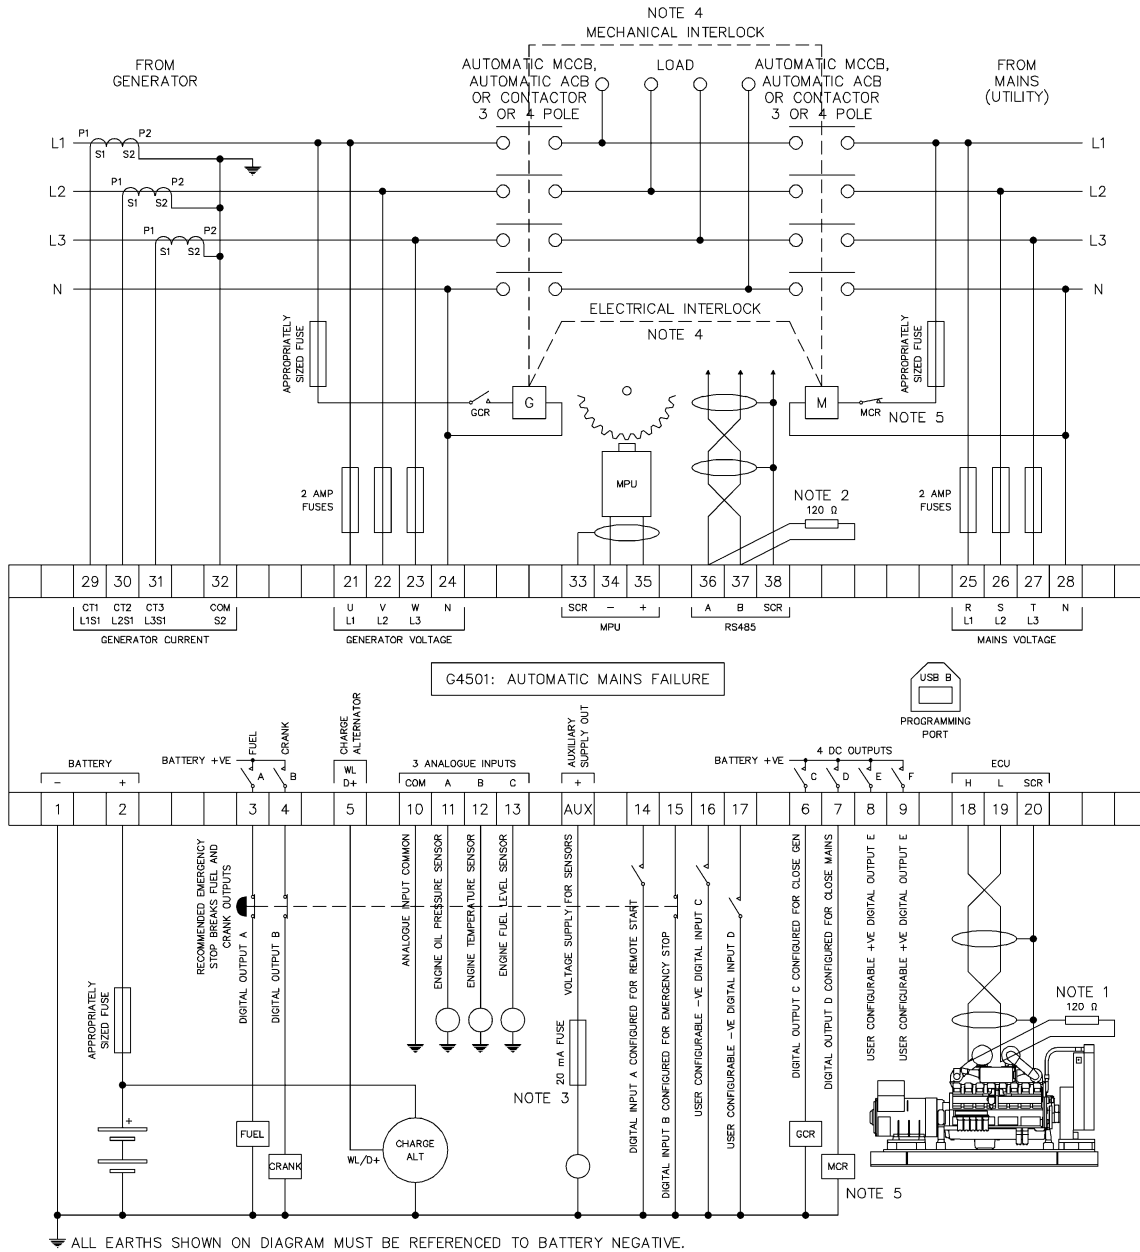 NOTE 4
MECHANICAL INTERLOCK
FROM
GENERATOR
AUTOMATIC MCCB,
AUTOMATIC ACB
OR CONTACTOR
3 OR 4 POLE
LOAD
AUTOMATIC MCCB,
AUTOMATIC ACB
OR CONTACTOR
3 OR 4 POLE
FROM
MAINS
(UTILITY)
L1
P1
P2
S1
S2
L1
L2
P1
P2
S1
S2
L2
L3
P1
P2
S1
S2
L3
N
N
ELECTRICAL INTERLOCK
NOTE 4
APPROPRIATELY
SIZED FUSE
APPROPRIATELY
SIZED FUSE
GCR
G
M
MCR
NOTE 5
2 AMP
FUSES
MPU
NOTE 2
120 Ω
2 AMP
FUSES
29
30
31
32
21
22
23
24
33
34
35
36
37
38
25
26
27
28
CT1
L1S1
CT2
L2S1
CT3
L3S1
COM
S2
GENERATOR CURRENT
U
L1
V
L2
W
L3
N
GENERATOR VOLTAGE
SCR
−
+
MPU
A
B
SCR
RS485
R
L1
S
L2
T
L3
N
MAINS VOLTAGE
G4501: AUTOMATIC MAINS FAILURE
USB B
PROGRAMMING
PORT
BATTERY
−
+
BATTERY +VE
FUEL
CRANK
A
B
CHARGE
ALTERNATOR
WL
D+
3 ANALOGUE INPUTS
COM
A
B
C
AUXILIARY
SUPPLY OUT
+
BATTERY +VE
4 DC OUTPUTS
C
D
E
F
ECU
H
L
SCR
1
2
3
4
5
10
11
12
13
AUX
14
15
16
17
6
7
8
9
18
19
20
RECOMMENDED EMERGENCY
STOP BREAKS FUEL AND
CRANK OUTPUTS
DIGITAL OUTPUT A
DIGITAL OUTPUT B
ANALOGUE INPUT COMMON
ENGINE OIL PRESSURE SENSOR
ENGINE TEMPERATURE SENSOR
ENGINE FUEL LEVEL SENSOR
VOLTAGE SUPPLY FOR SENSORS
DIGITAL INPUT A CONFIGURED FOR REMOTE START
DIGITAL INPUT B CONFIGURED FOR EMERGENCY STOP
USER CONFIGURABLE −VE DIGITAL INPUT C
USER CONFIGURABLE −VE DIGITAL INPUT D
DIGITAL OUTPUT C CONFIGURED FOR CLOSE GEN
DIGITAL OUTPUT D CONFIGURED FOR CLOSE MAINS
USER CONFIGURABLE +VE DIGITAL OUTPUT E
USER CONFIGURABLE +VE DIGITAL OUTPUT E
APPROPRIATELY
SIZED FUSE
20 mA FUSE
NOTE 3
NOTE 1
120 Ω
+
FUEL
CRANK
WL/D+
CHARGE
ALT
GCR
MCR
NOTE 5
ALL EARTHS SHOWN ON DIAGRAM MUST BE REFERENCED TO BATTERY NEGATIVE.